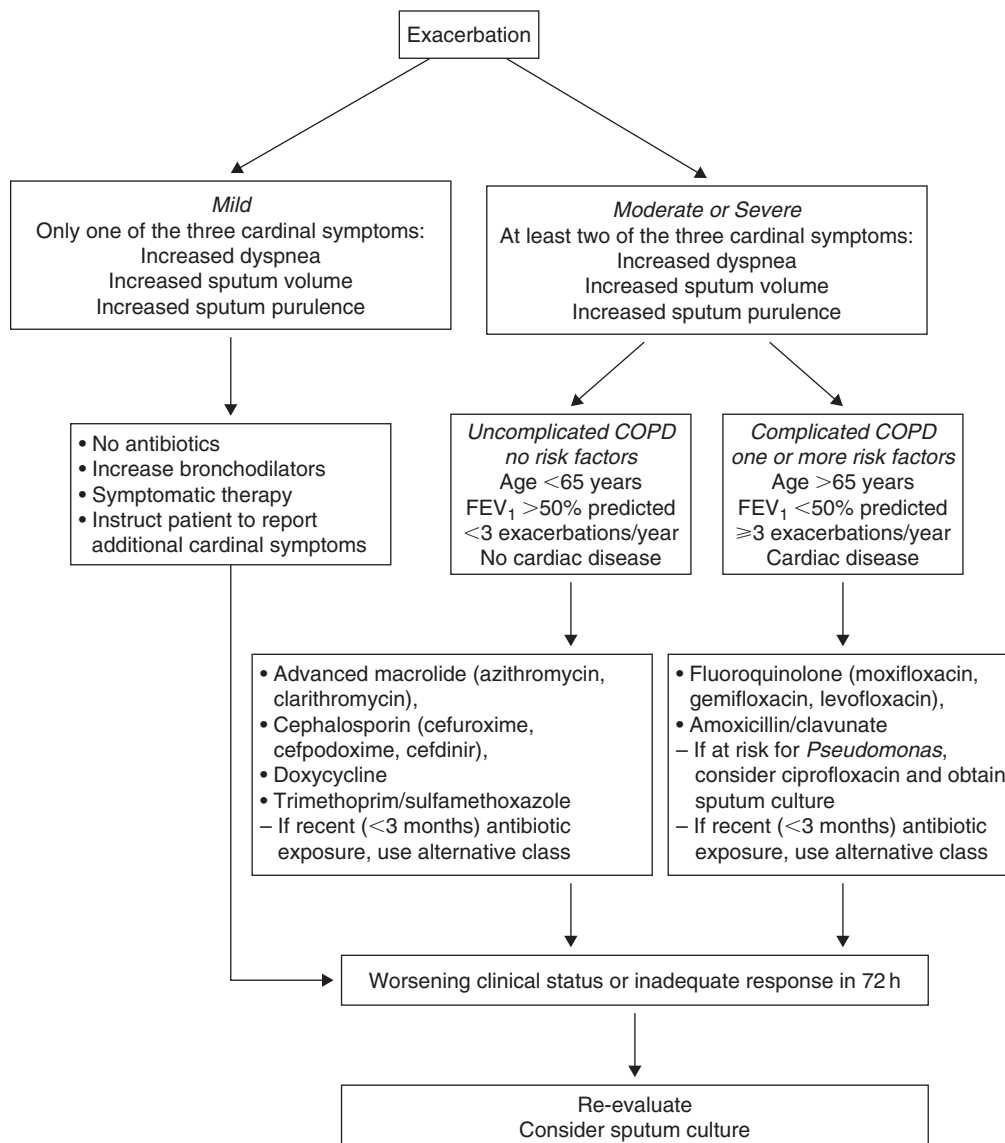 Exacerbation
Mild
Only one of the three cardinal symptoms:
Increased dyspnea
Increased sputum volume
Increased sputum purulence
Moderate or Severe
At least two of the three cardinal symptoms:
Increased dyspnea
Increased sputum volume
Increased sputum purulence
• No antibiotics
• Increase bronchodilators
• Symptomatic therapy
• Instruct patient to report
additional cardinal symptoms
Uncomplicated COPD
no risk factors
Age <65 years
FEV₁ >50% predicted
<3 exacerbations/year
No cardiac disease
Complicated COPD
one or more risk factors
Age >65 years
FEV₁ <50% predicted
⩾3 exacerbations/year
Cardiac disease
• Advanced macrolide (azithromycin,
clarithromycin),
• Cephalosporin (cefuroxime,
cefpodoxime, cefdinir),
• Doxycycline
• Trimethoprim/sulfamethoxazole
– If recent (<3 months) antibiotic
exposure, use alternative class
• Fluoroquinolone (moxifloxacin,
gemifloxacin, levofloxacin),
• Amoxicillin/clavunate
– If at risk for Pseudomonas,
consider ciprofloxacin and obtain
sputum culture
– If recent (<3 months) antibiotic
exposure, use alternative class
Worsening clinical status or inadequate response in 72 h
Re-evaluate
Consider sputum culture